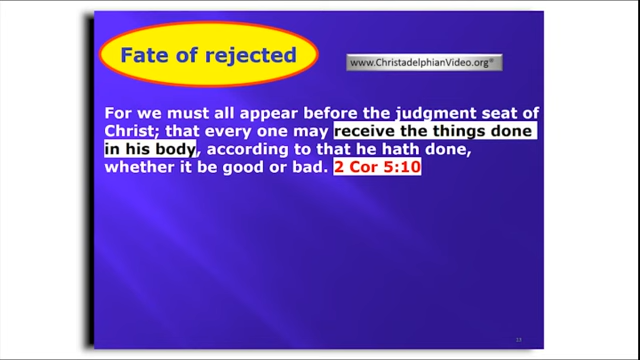 Fate of rejected
www.ChristadelphianVideo.org®
For we must all appear before the judgment seat of
Christ; that every one may receive the things done
in his body, according to that he hath done,
whether it be good or bad. 2 Cor 5:10